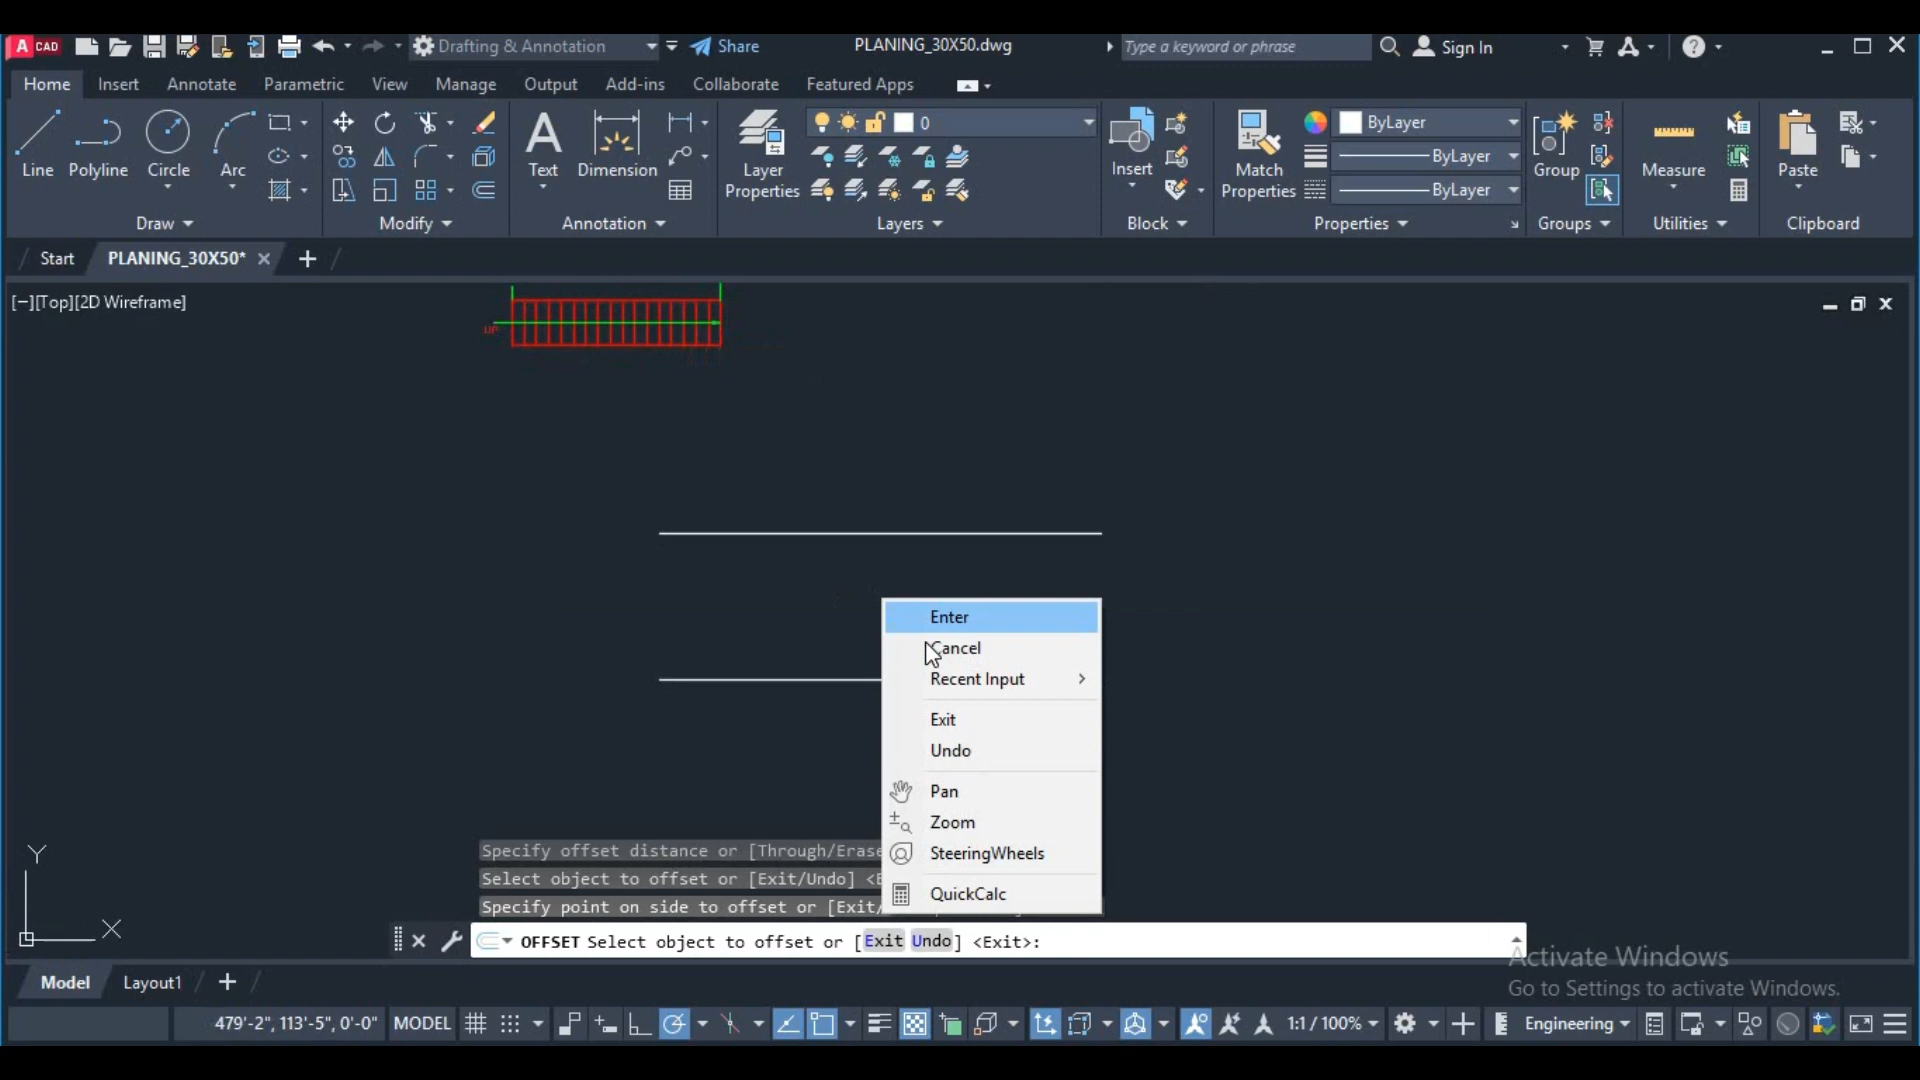 A CAD
Drafting & Annotation
Share
PLANING_30X50.dwg
Type a keyword or phrase
Sign In
Home Insert Annotate Parametric View Manage Output Add-ins Collaborate Featured Apps
Line Polyline Circle Arc
Draw
Modify
Text Dimension
Annotation
Layer Properties
0
Layers
Insert
Block
Match Properties
ByLayer
ByLayer
ByLayer
Properties
Group
Groups
Measure
Utilities
Paste
Clipboard
Start PLANING_30X50*
[−][Top][2D Wireframe]
UP
Enter
Cancel
Recent Input
Exit
Undo
Pan
Zoom
SteeringWheels
QuickCalc
Specify offset distance or [Through/Erase
Select object to offset or [Exit/Undo] <E
Specify point on side to offset or [Exit/
OFFSET Select object to offset or [Exit Undo] <Exit>:
Y
X
Activate Windows
Go to Settings to activate Windows.
Model Layout1
479'-2", 113'-5", 0'-0" MODEL 1:1 / 100% Engineering